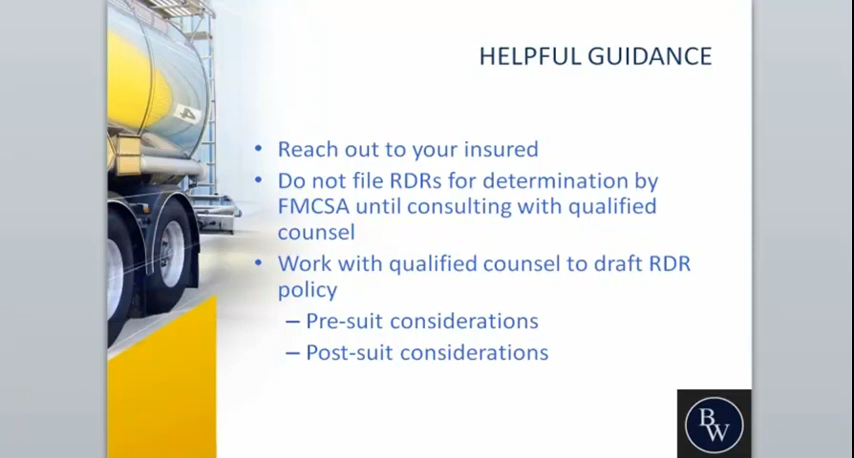 HELPFUL GUIDANCE
4
• Reach out to your insured
• Do not file RDRs for determination by
FMCSA until consulting with qualified
counsel
• Work with qualified counsel to draft RDR
policy
– Pre-suit considerations
– Post-suit considerations
BW